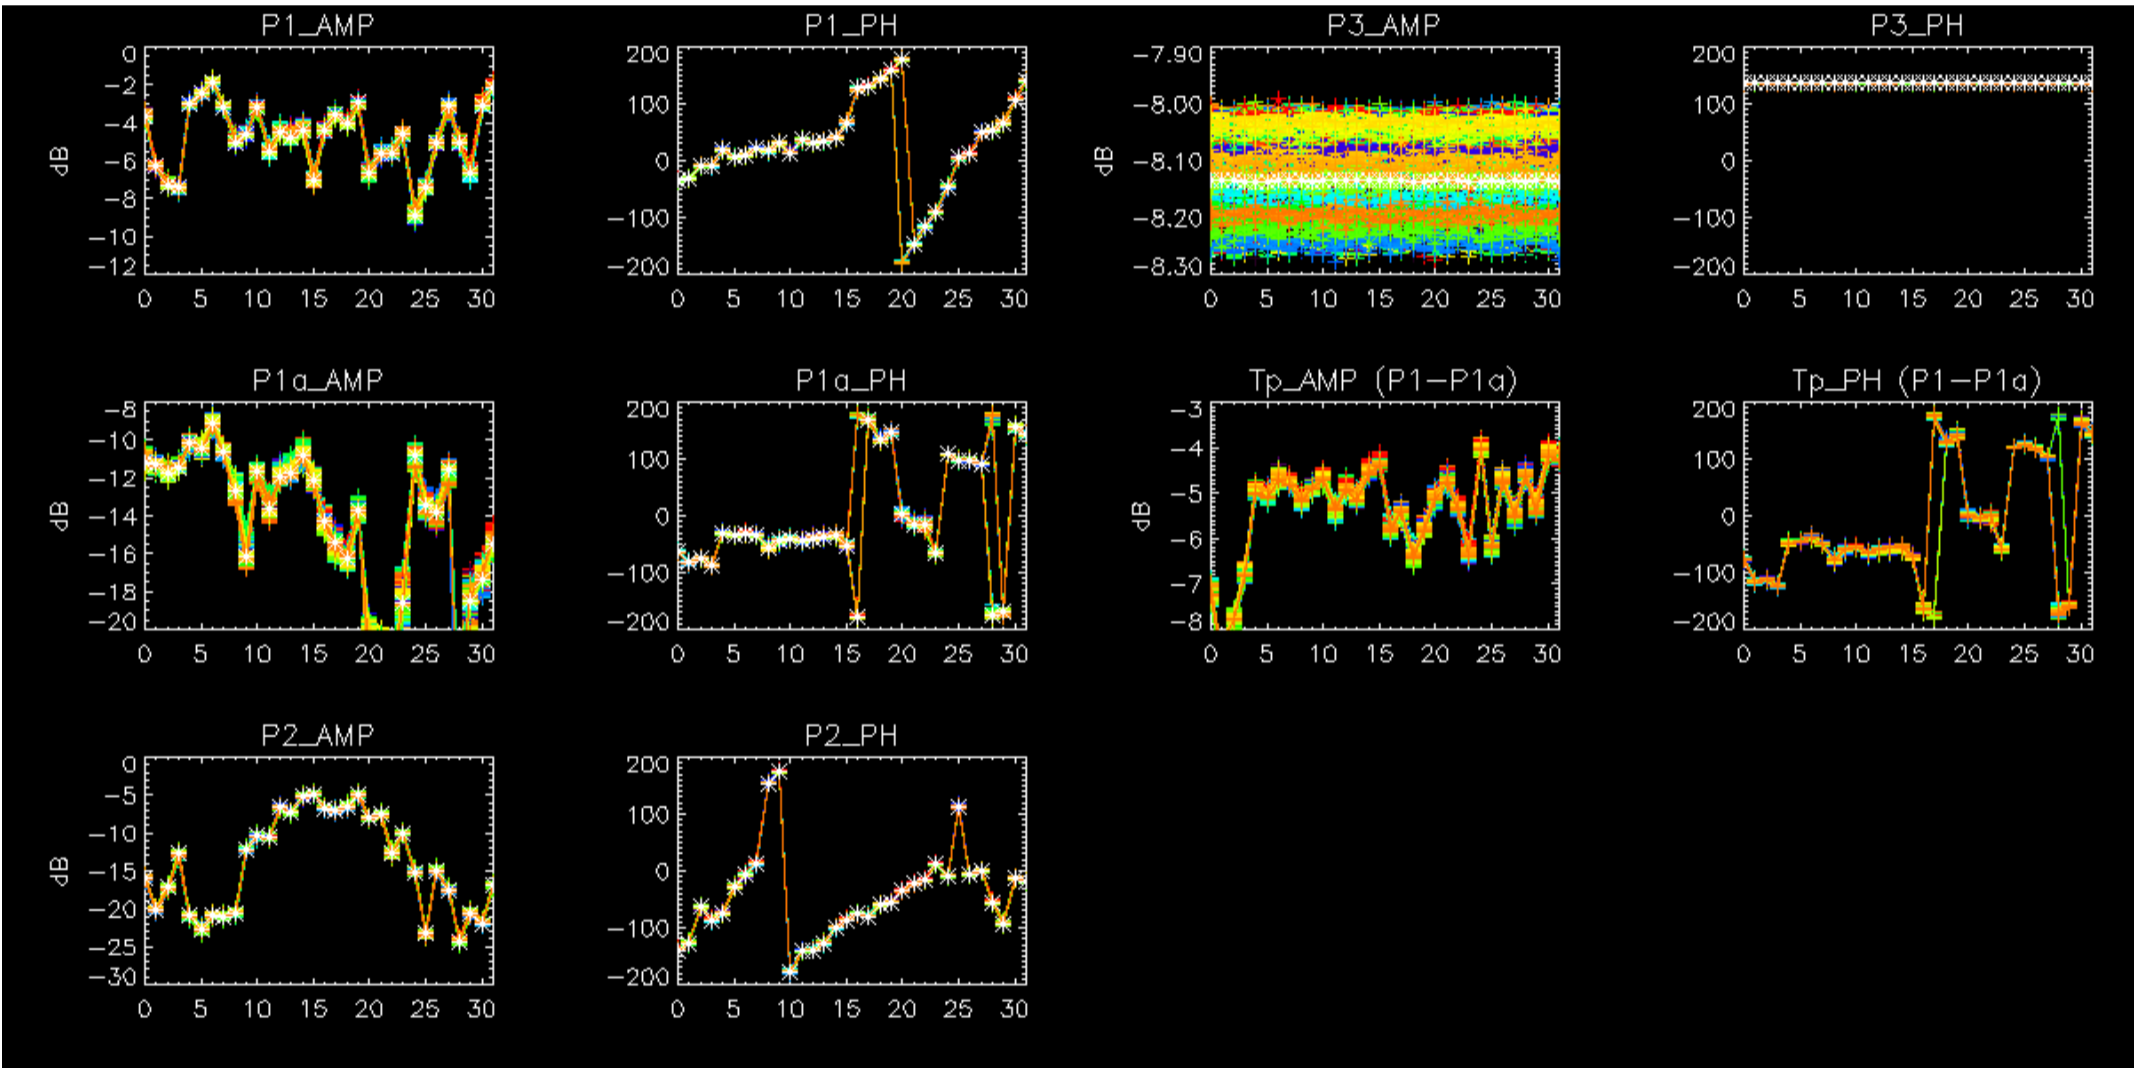 P1_AMP P1_PH P3_AMP P3_PH
0 200 −7.90 200
−2 100 −8.00 100
−4 0 −8.10 0
−6 −100 −8.20 −100
−8 −200 −8.30 −200
−10
−12
dB dB
0 5 10 15 20 25 30 0 5 10 15 20 25 30 0 5 10 15 20 25 30 0 5 10 15 20 25 30
P1a_AMP P1a_PH Tp_AMP (P1−P1a) Tp_PH (P1−P1a)
−8 200 −3 200
−10 100 −4 100
−12 0 −5 0
−14 −100 −6 −100
−16 −200 −7 −200
−18 −8
−20
dB dB
0 5 10 15 20 25 30 0 5 10 15 20 25 30 0 5 10 15 20 25 30 0 5 10 15 20 25 30
P2_AMP P2_PH
0 200
−5 100
−10 0
−15 −100
−20 −200
−25
−30
dB
0 5 10 15 20 25 30 0 5 10 15 20 25 30